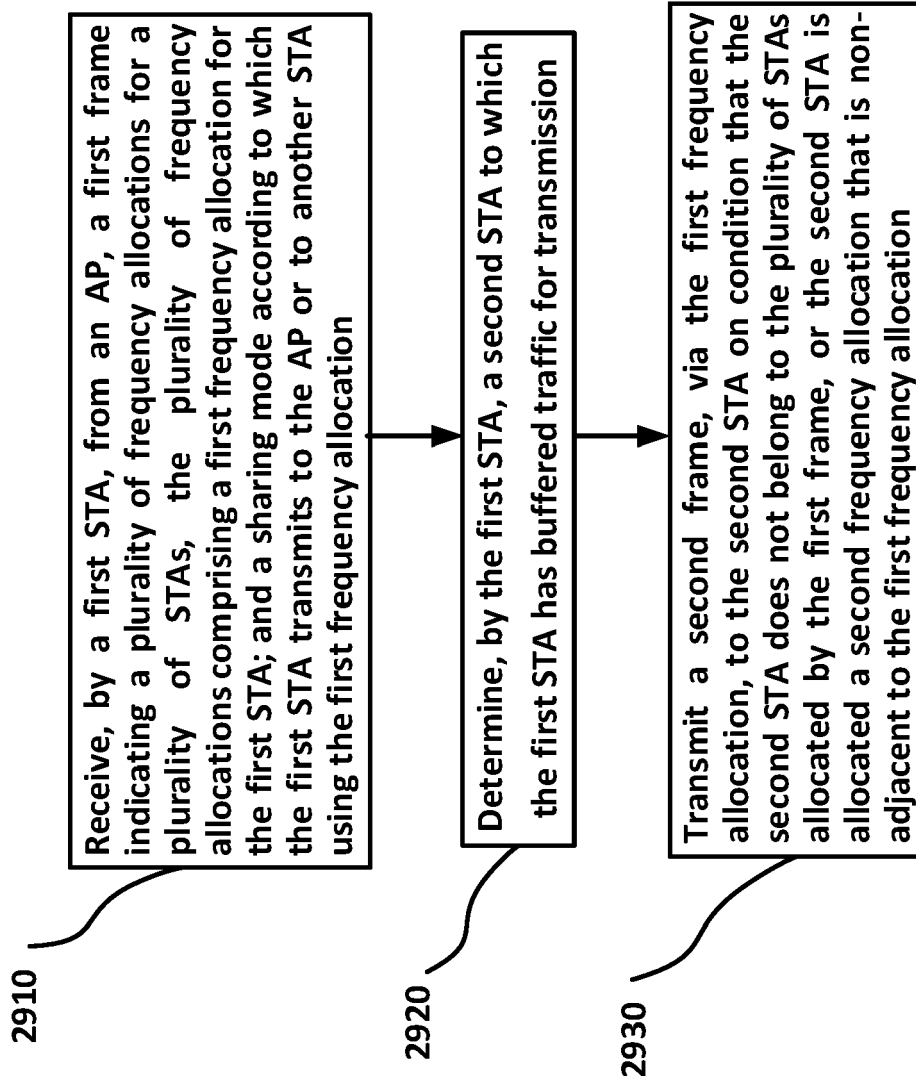 2910
Receive, by a first STA, from an AP, a first frame
indicating a plurality of frequency allocations for a
plurality of STAs, the plurality of frequency
allocations comprising a first frequency allocation for
the first STA; and a sharing mode according to which
the first STA transmits to the AP or to another STA
using the first frequency allocation
2920
Determine, by the first STA, a second STA to which
the first STA has buffered traffic for transmission
2930
Transmit a second frame, via the first frequency
allocation, to the second STA on condition that the
second STA does not belong to the plurality of STAs
allocated by the first frame, or the second STA is
allocated a second frequency allocation that is non-
adjacent to the first frequency allocation